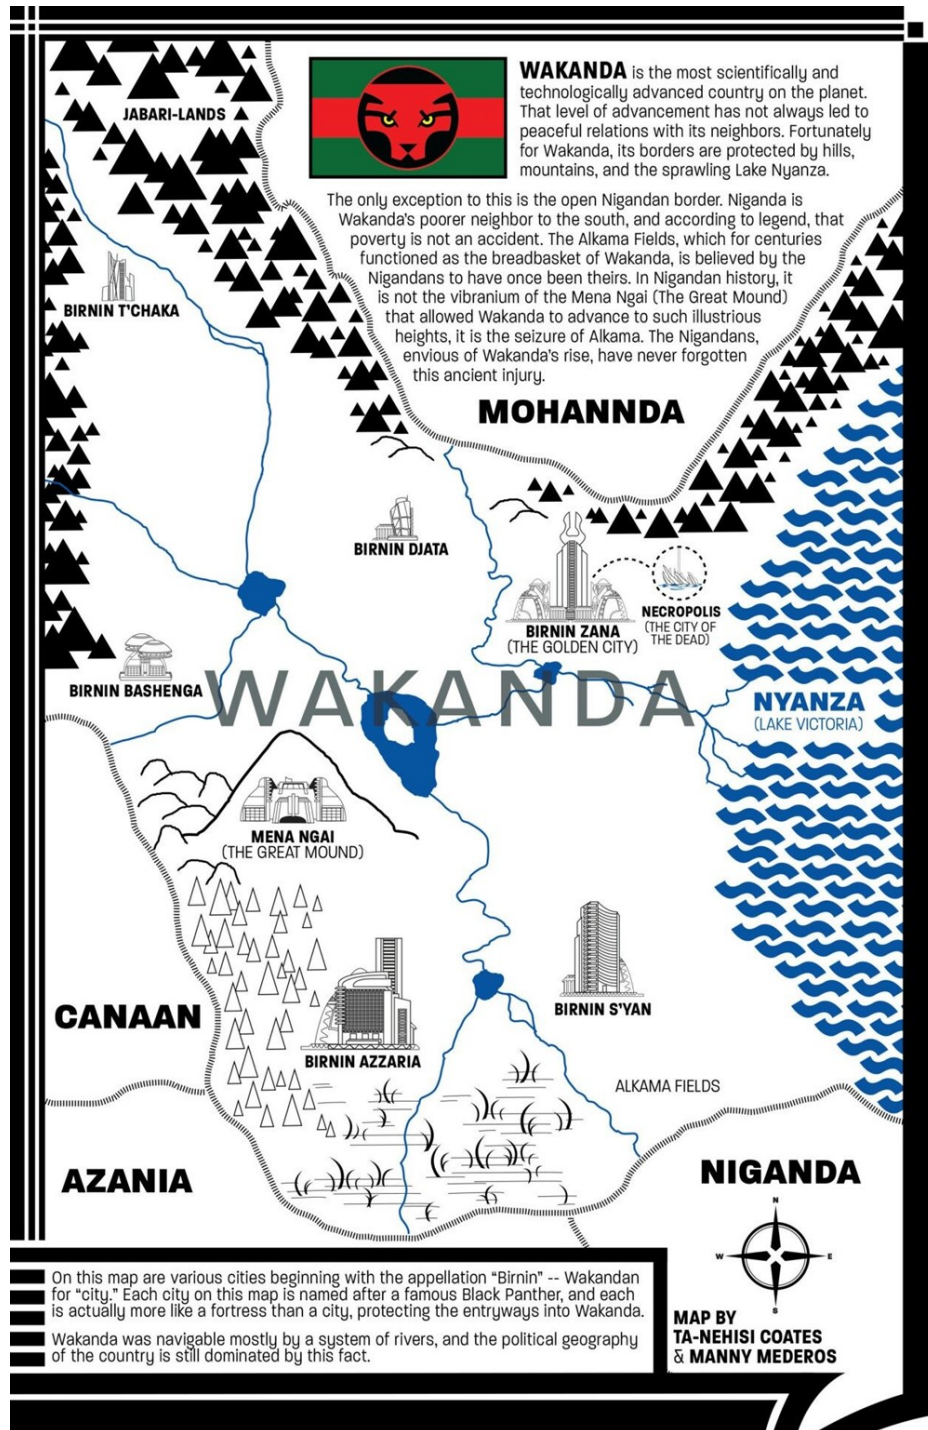 WAKANDA is the most scientifically and
technologically advanced country on the planet.
That level of advancement has not always led to
peaceful relations with its neighbors. Fortunately
for Wakanda, its borders are protected by hills,
mountains, and the sprawling Lake Nyanza.
The only exception to this is the open Nigandan border. Niganda is
Wakanda's poorer neighbor to the south, and according to legend, that
poverty is not an accident. The Alkama Fields, which for centuries
functioned as the breadbasket of Wakanda, is believed by the
Nigandans to have once been theirs. In Nigandan history, it
is not the vibranium of the Mena Ngai (The Great Mound)
that allowed Wakanda to advance to such illustrious
heights, it is the seizure of Alkama. The Nigandans,
envious of Wakanda's rise, have never forgotten
this ancient injury.
JABARI-LANDS
BIRNIN T'CHAKA
MOHANNDA
BIRNIN DJATA
BIRNIN ZANA
(THE GOLDEN CITY)
NECROPOLIS
(THE CITY OF
THE DEAD)
BIRNIN BASHENGA
WAKANDA
NYANZA
(LAKE VICTORIA)
MENA NGAI
(THE GREAT MOUND)
CANAAN
BIRNIN S'YAN
BIRNIN AZZARIA
ALKAMA FIELDS
AZANIA
NIGANDA
N
W
E
S
On this map are various cities beginning with the appellation "Birnin" -- Wakandan
for "city." Each city on this map is named after a famous Black Panther, and each
is actually more like a fortress than a city, protecting the entryways into Wakanda.
Wakanda was navigable mostly by a system of rivers, and the political geography
of the country is still dominated by this fact.
MAP BY
TA-NEHISI COATES
& MANNY MEDEROS